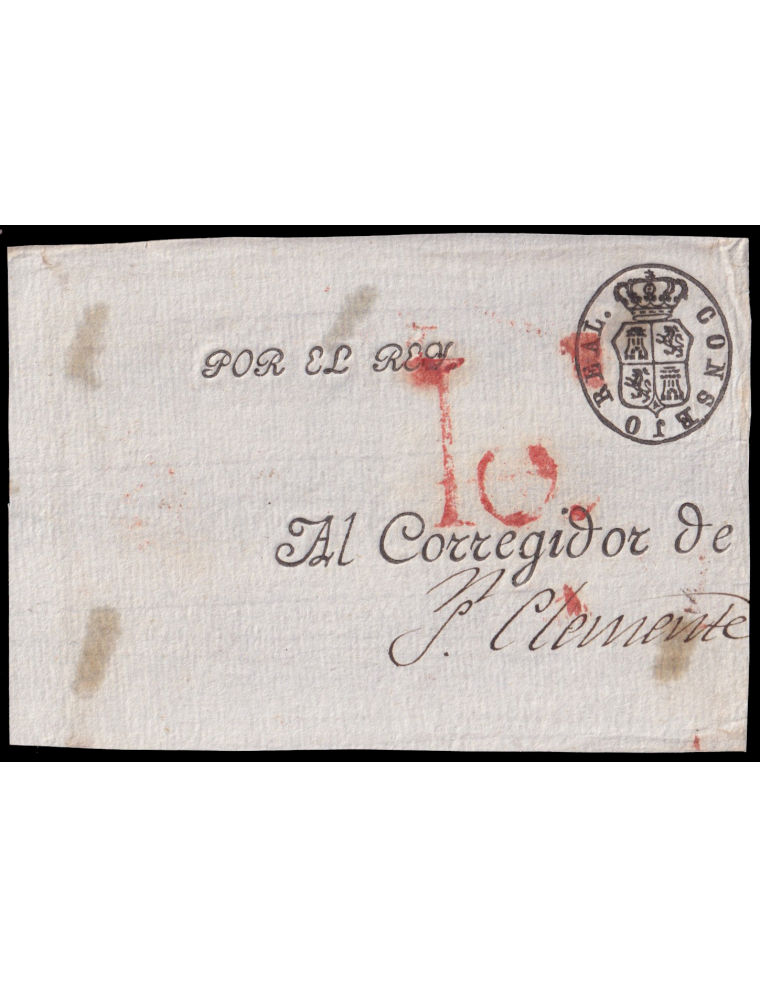 CONSEJO REAL.
POR EL REY
10.
Al Corregidor de
S. Clemente